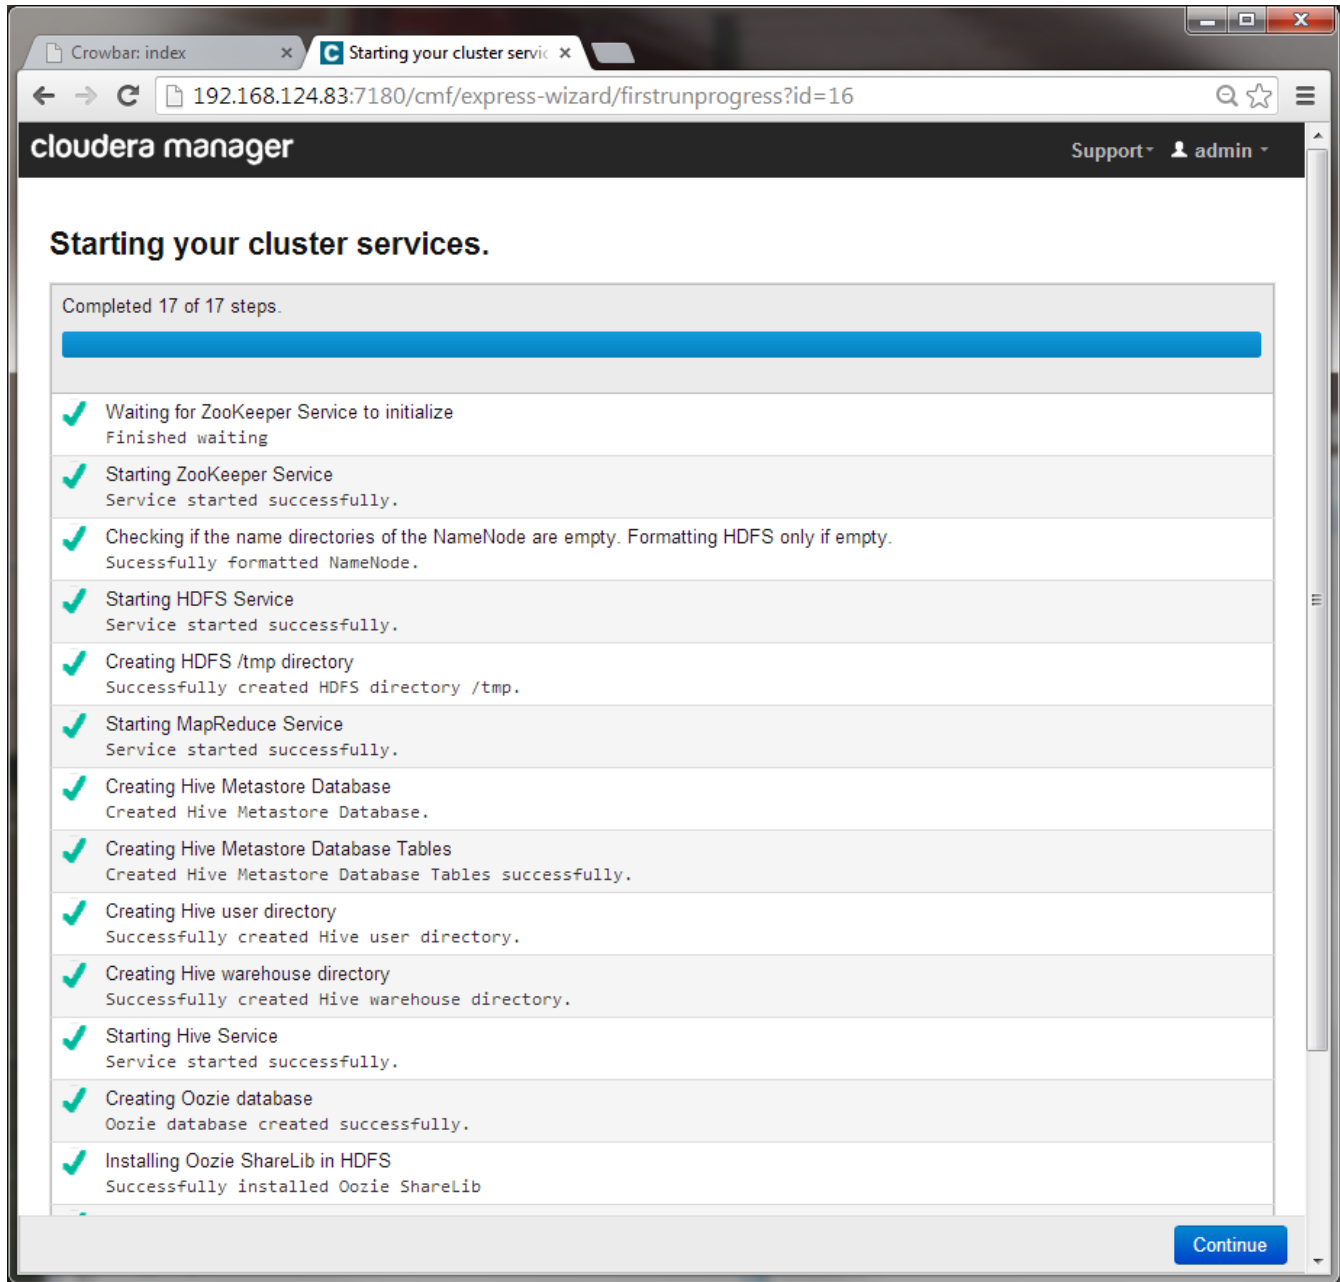 Crowbar: index
Starting your cluster servic
192.168.124.83:7180/cmf/express-wizard/firstrunprogress?id=16
cloudera manager
Support
admin
Starting your cluster services.
Completed 17 of 17 steps.
Waiting for ZooKeeper Service to initialize
Finished waiting
Starting ZooKeeper Service
Service started successfully.
Checking if the name directories of the NameNode are empty. Formatting HDFS only if empty.
Sucessfully formatted NameNode.
Starting HDFS Service
Service started successfully.
Creating HDFS /tmp directory
Successfully created HDFS directory /tmp.
Starting MapReduce Service
Service started successfully.
Creating Hive Metastore Database
Created Hive Metastore Database.
Creating Hive Metastore Database Tables
Created Hive Metastore Database Tables successfully.
Creating Hive user directory
Successfully created Hive user directory.
Creating Hive warehouse directory
Successfully created Hive warehouse directory.
Starting Hive Service
Service started successfully.
Creating Oozie database
Oozie database created successfully.
Installing Oozie ShareLib in HDFS
Successfully installed Oozie ShareLib
Continue